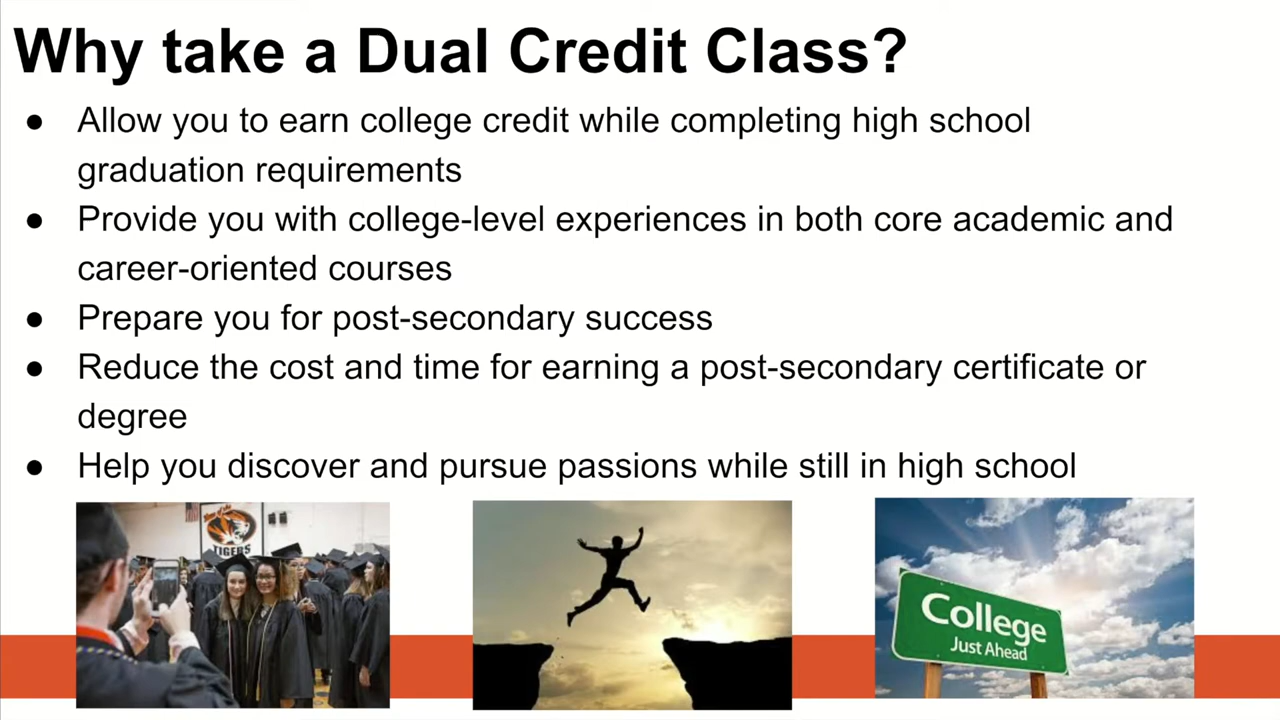 Why take a Dual Credit Class?
● Allow you to earn college credit while completing high school
graduation requirements
● Provide you with college-level experiences in both core academic and
career-oriented courses
● Prepare you for post-secondary success
● Reduce the cost and time for earning a post-secondary certificate or
degree
● Help you discover and pursue passions while still in high school
TIGERS
College
Just Ahead